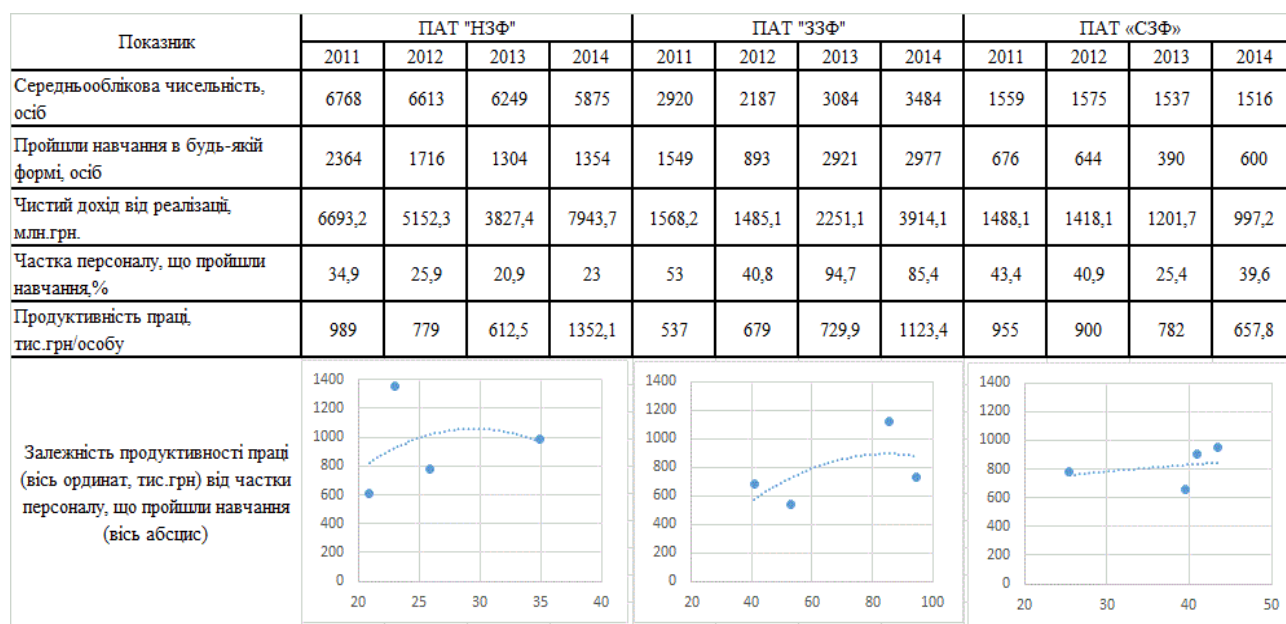 Показник
ПАТ "НЗФ" ПАТ "ЗЗФ" ПАТ «СЗФ»
2011 2012 2013 2014 2011 2012 2013 2014 2011 2012 2013 2014
Середньооблікова чисельність,
осіб
6768 6613 6249 5875 2920 2187 3084 3484 1559 1575 1537 1516
Пройшли навчання в будь-якій
формі, осіб
2364 1716 1304 1354 1549 893 2921 2977 676 644 390 600
Чистий дохід від реалізації,
млн.грн.
6693,2 5152,3 3827,4 7943,7 1568,2 1485,1 2251,1 3914,1 1488,1 1418,1 1201,7 997,2
Частка персоналу, що пройшли
навчання,%
34,9 25,9 20,9 23 53 40,8 94,7 85,4 43,4 40,9 25,4 39,6
Продуктивність праці,
тис.грн/особу
989 779 612,5 1352,1 537 679 729,9 1123,4 955 900 782 657,8
Залежність продуктивності праці
(вісь ординат, тис.грн) від частки
персоналу, що пройшли навчання
(вісь абсцис)
1400
1200
1000
800
600
400
200
0
20 25 30 35 40
1400
1200
1000
800
600
400
200
0
20 40 60 80 100
1400
1200
1000
800
600
400
200
0
20 30 40 50